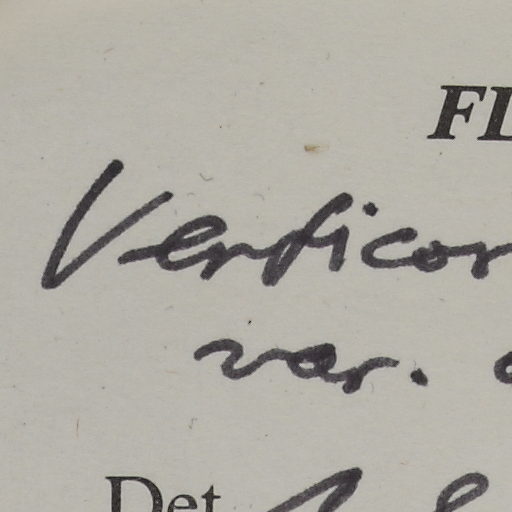 FL
Verticor
var.
Det